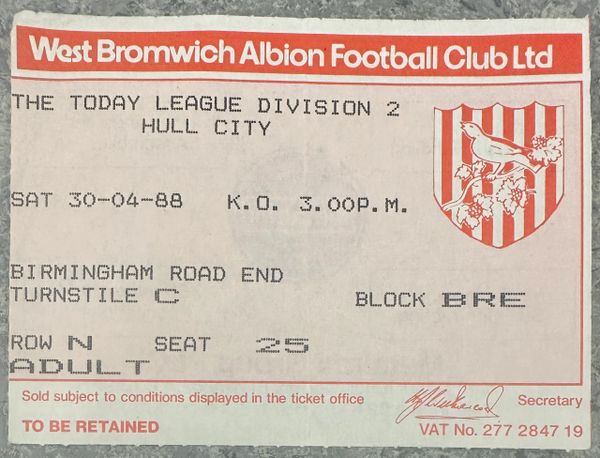 West Bromwich Albion Football Club Ltd
THE TODAY LEAGUE DIVISION 2
HULL CITY
SAT 30-04-88 K.O. 3.00P.M.
BIRMINGHAM ROAD END
TURNSTILE C BLOCK BRE
ROW N SEAT 25
ADULT
Sold subject to conditions displayed in the ticket office Secretary
TO BE RETAINED VAT No. 277 2847 19